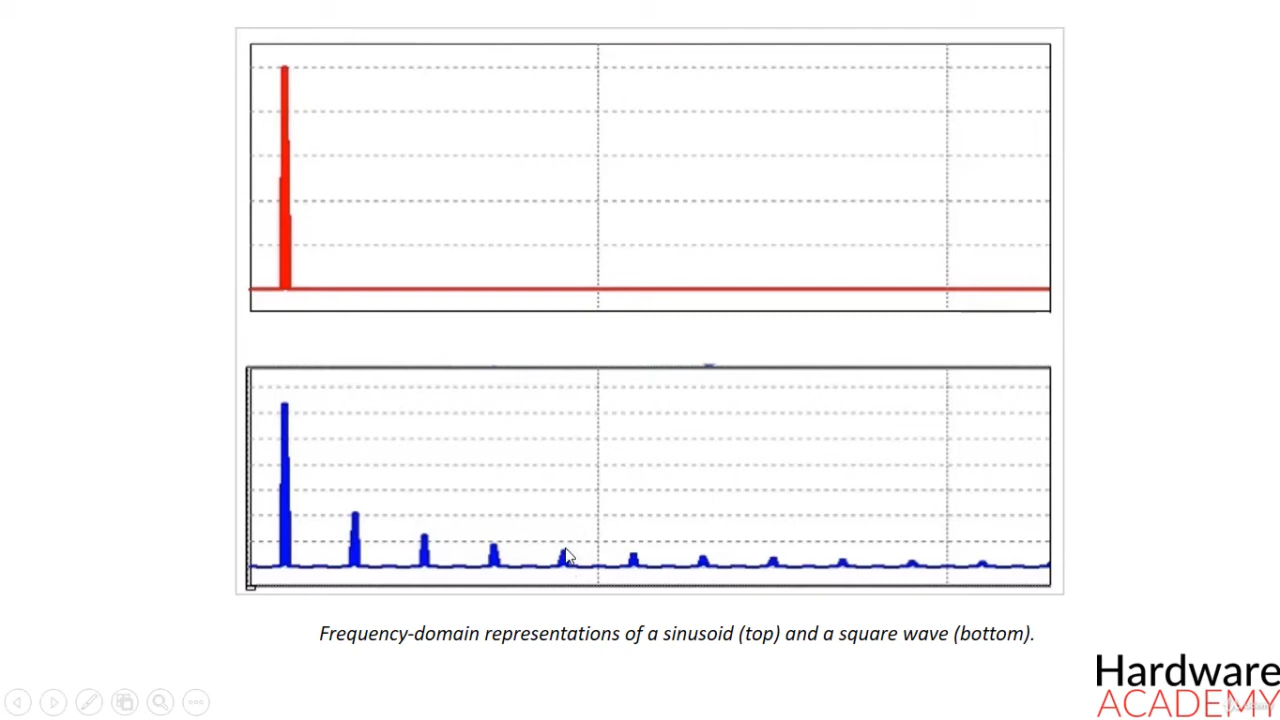 Frequency-domain representations of a sinusoid (top) and a square wave (bottom).
Hardware
ACADEMY